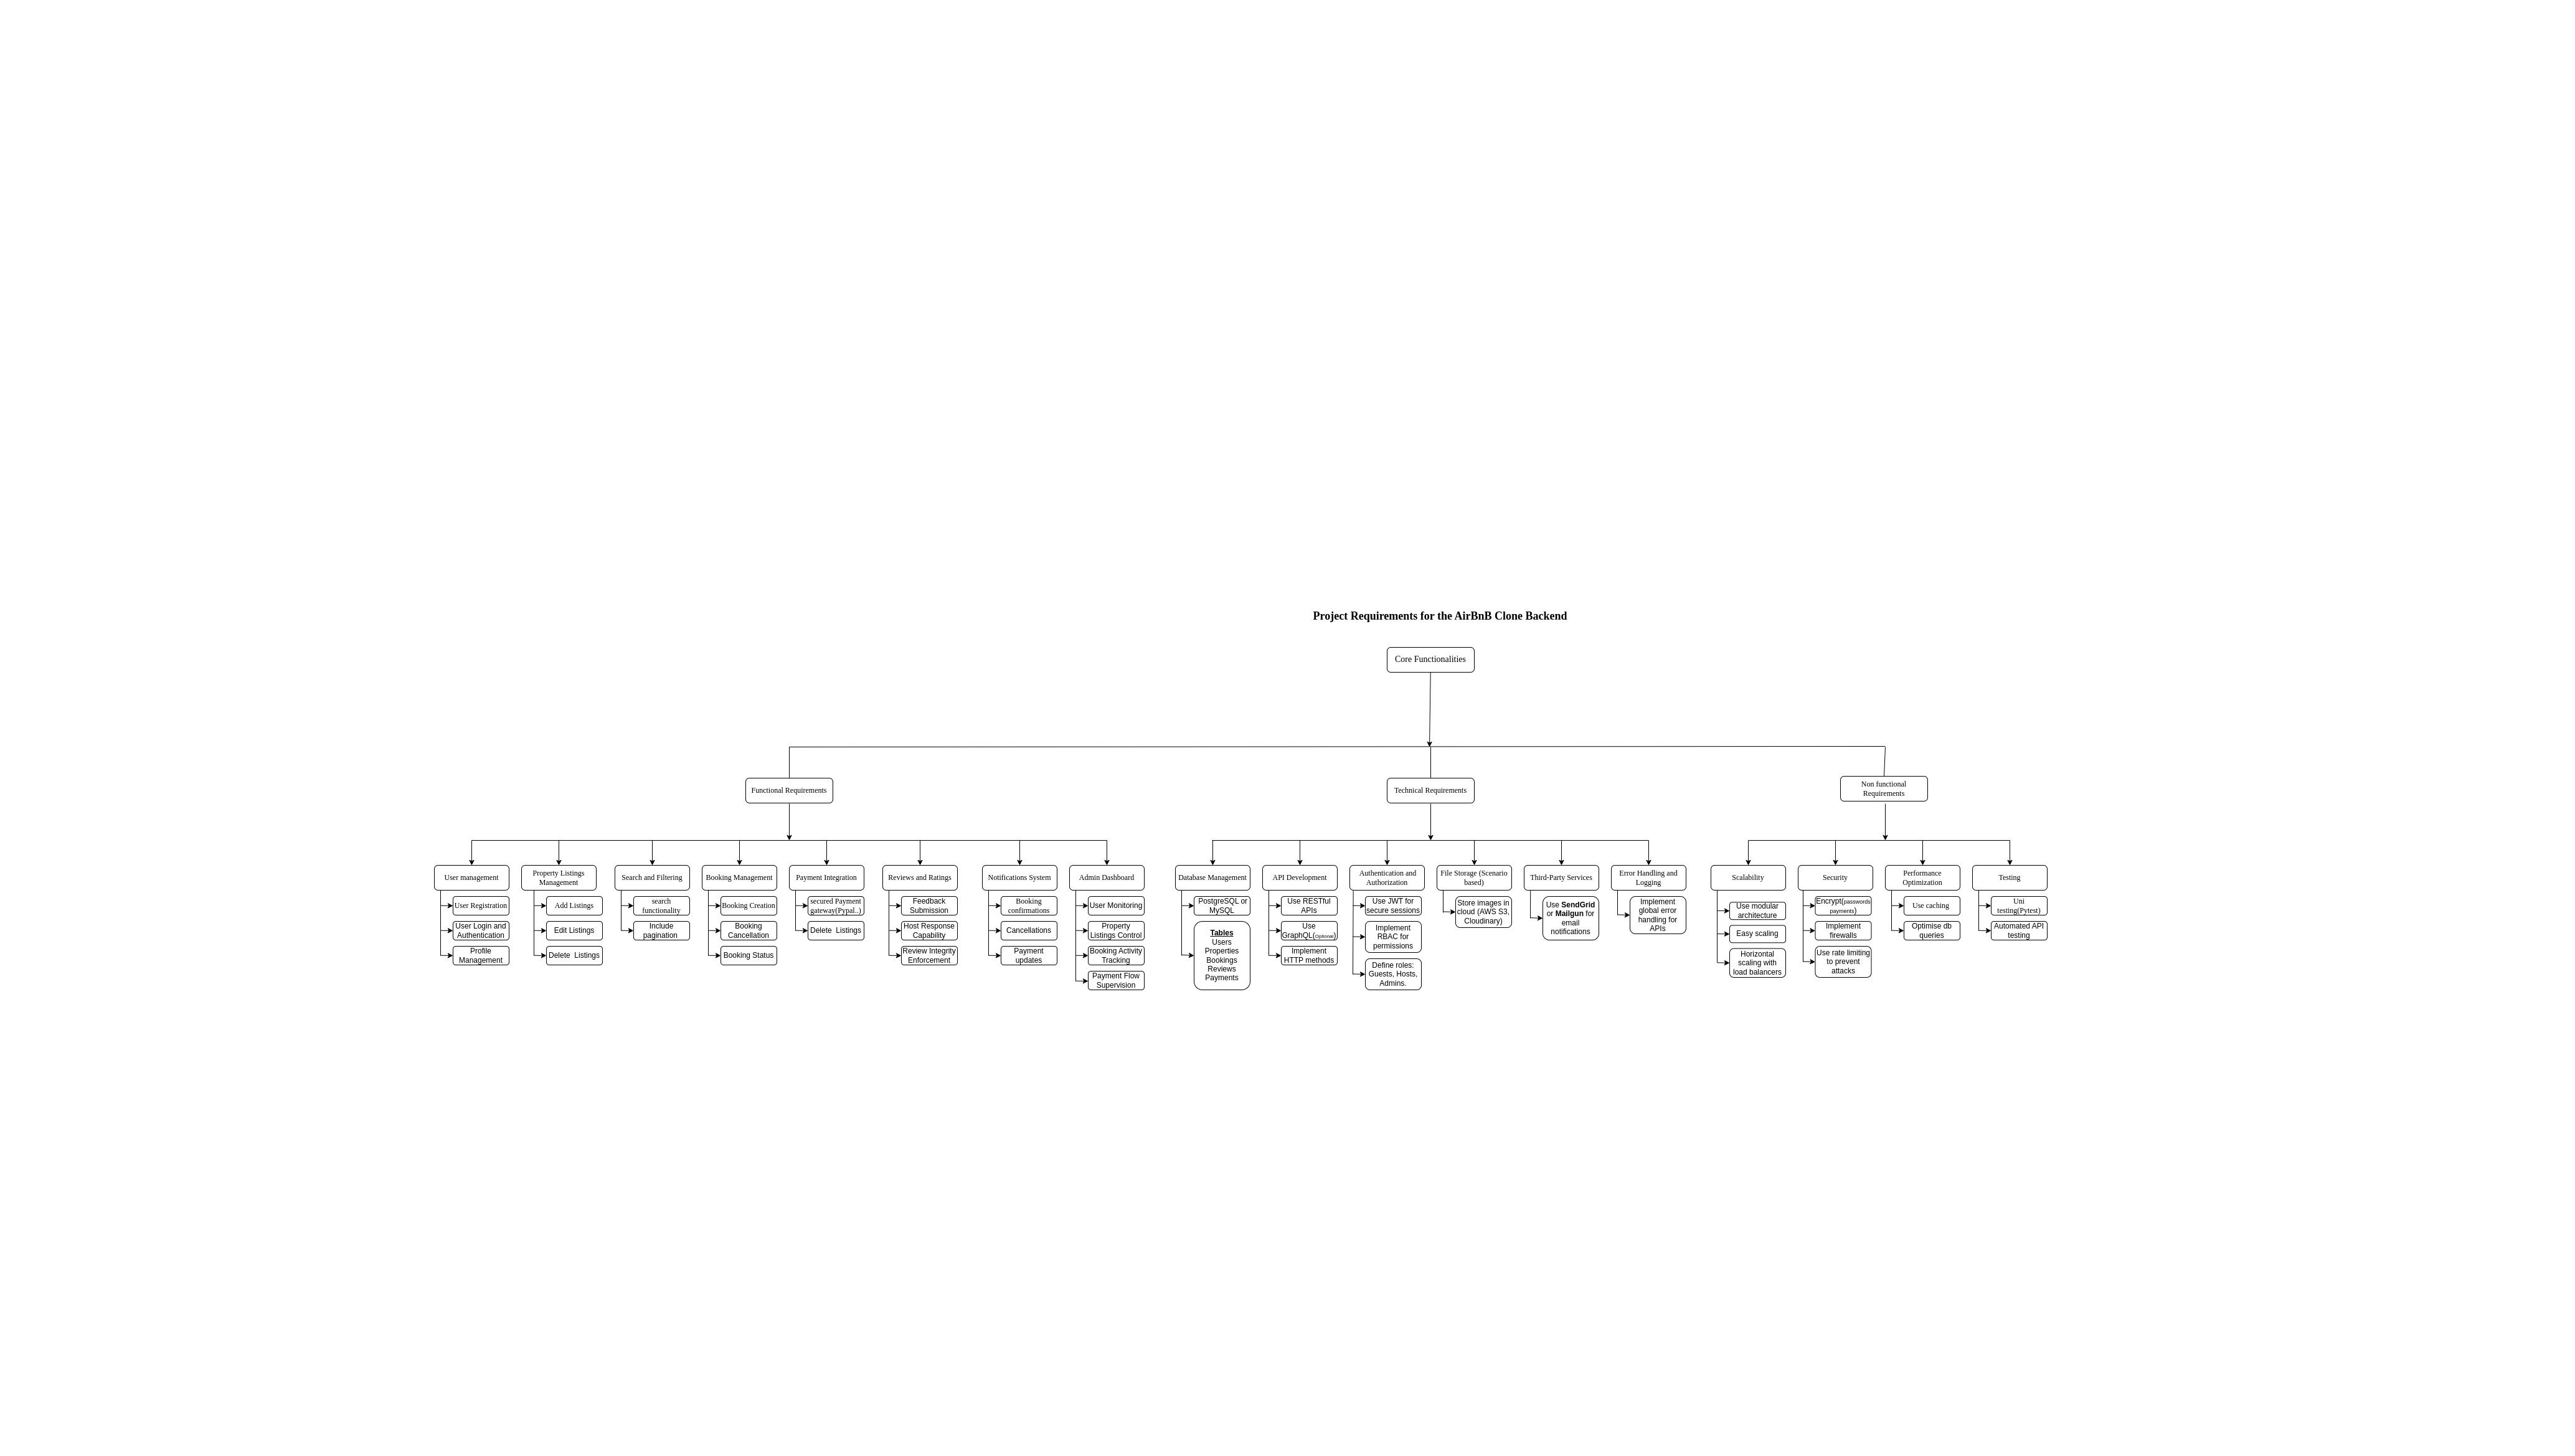 Project Requirements for the AirBnB Clone Backend
Core Functionalities
Functional Requirements
Technical Requirements
Non functional
Requirements
User management
User Registration
User Login and
Authentication
Profile
Management
Property Listings
Management
Add Listings
Edit Listings
Delete  Listings
Search and Filtering
search
functionality
Include
pagination
Booking Management
Booking Creation
Booking
Cancellation
Booking Status
Payment Integration
secured Payment
gateway(Pypal..)
Delete  Listings
Reviews and Ratings
Feedback
Submission
Host Response
Capability
Review Integrity
Enforcement
Notifications System
Booking
confirmations
Cancellations
Payment
updates
Admin Dashboard
User Monitoring
Property
Listings Control
Booking Activity
Tracking
Payment Flow
Supervision
Database Management
PostgreSQL or
MySQL
Tables
Users
Properties
Bookings
Reviews
Payments
API Development
Use RESTful
APIs
Use
GraphQL(Optional)
Implement
HTTP methods
Authentication and
Authorization
Use JWT for
secure sessions
Implement
RBAC for
permissions
Define roles:
Guests, Hosts,
Admins.
File Storage (Scenario
based)
Store images in
cloud (AWS S3,
Cloudinary)
Third-Party Services
Use SendGrid
or Mailgun for
email
notifications
Error Handling and
Logging
Implement
global error
handling for
APIs
Scalability
Use modular
architecture
Easy scaling
Horizontal
scaling with
load balancers
Security
Encrypt(passwords
payments)
Imutement
firewalls
Use rate limiting
to prevent
attacks
Performance
Optimization
Use caching
Optimise db
queries
Testing
Uni
testing(Pytest)
Automated API
testing